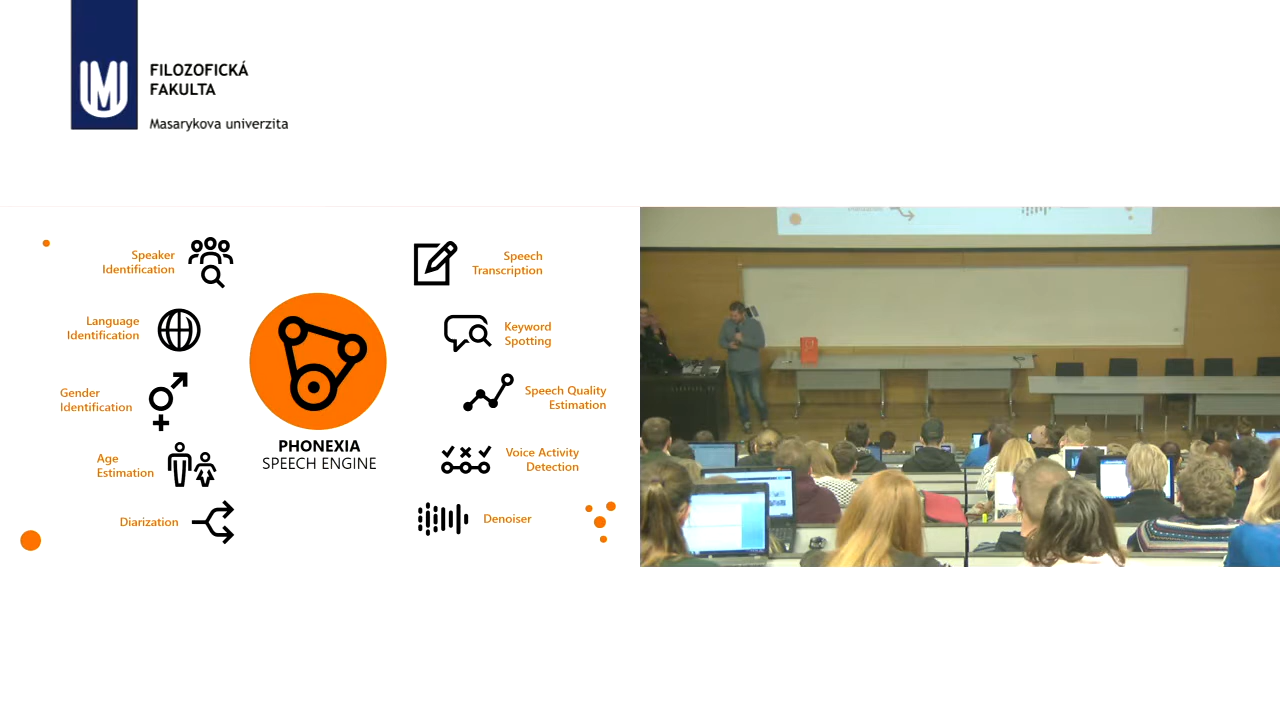 FILOZOFICKÁ
FAKULTA
Masarykova univerzita
Speaker
Identification
Language
Identification
Gender
Identification
Age
Estimation
Diarization
PHONEXIA
SPEECH ENGINE
Speech
Transcription
Keyword
Spotting
Speech Quality
Estimation
Voice Activity
Detection
Denoiser